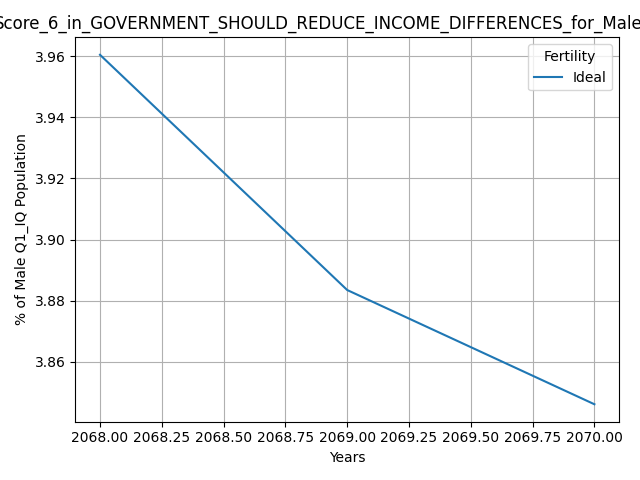 Score_6_in_GOVERNMENT_SHOULD_REDUCE_INCOME_DIFFERENCES_for_Male
3.96
3.94
3.92
3.90
3.88
3.86
% of Male Q1_IQ Population
Fertility
Ideal
2068.00 2068.25 2068.50 2068.75 2069.00 2069.25 2069.50 2069.75 2070.00
Years